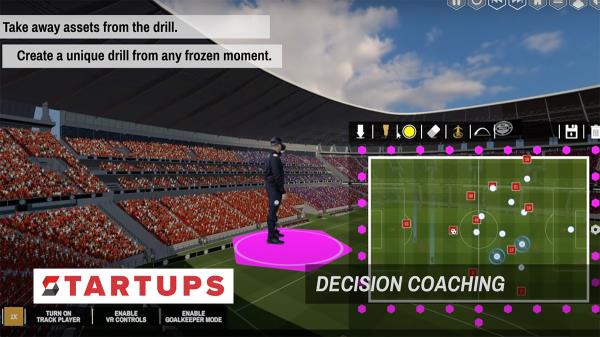 Take away assets from the drill.
Create a unique drill from any frozen moment.
STARTUPS
DECISION COACHING
1X
TURN ON
TRACK PLAYER
ENABLE
VR CONTROLS
ENABLE
GOALKEEPER MODE